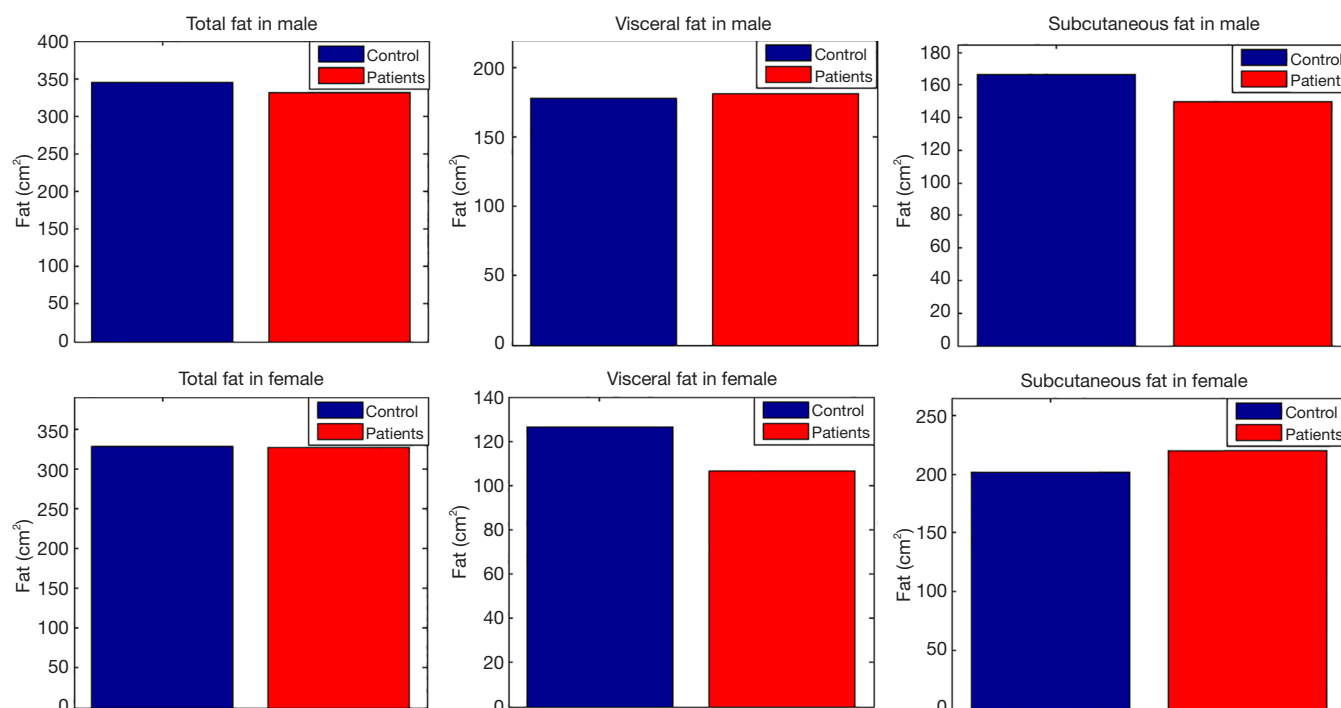 Total fat in male
400
350
300
250
200
150
100
50
0
Fat (cm²)
Control
Patients
Visceral fat in male
200
150
100
50
0
Fat (cm²)
Control
Patients
Subcutaneous fat in male
180
160
140
120
100
80
60
40
20
0
Fat (cm²)
Control
Patient
Total fat in female
350
300
250
200
150
100
50
0
Fat (cm²)
Control
Patients
Visceral fat in female
140
120
100
80
60
40
20
0
Fat (cm²)
Control
Patients
Subcutaneous fat in female
250
200
150
100
50
0
Fat (cm²)
Control
Patients